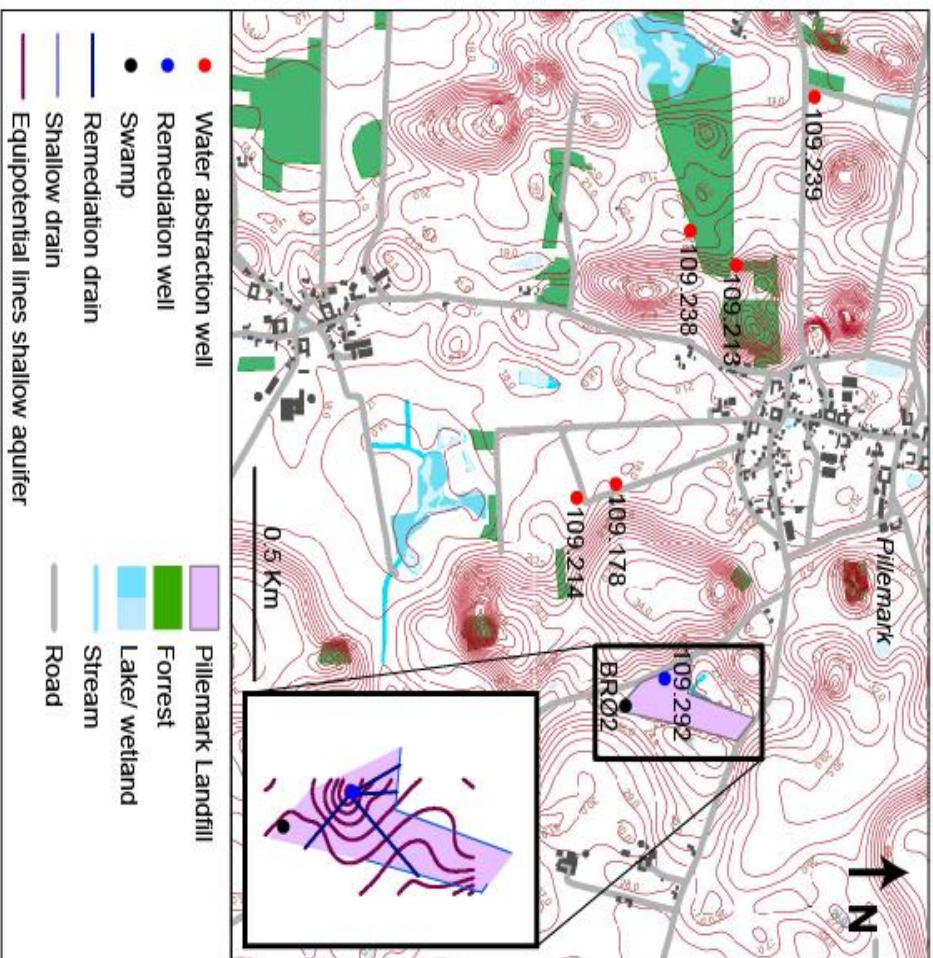 109.239
109.238
109.213
109.178
109.214
109.292
BRØ2
Pillemark
N
0.5 Km
Water abstraction well
Remediation well
Swamp
Remediation drain
Shallow drain
Equipotential lines shallow aquifer
Pillemark Landfill
Forrest
Lake/ wetland
Stream
Road